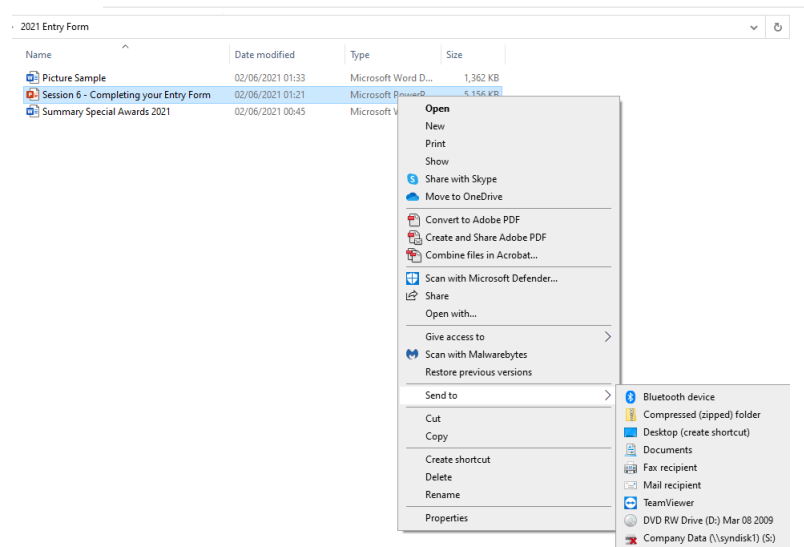 2021 Entry Form
Name Date modified Type Size
Picture Sample 02/06/2021 01:33 Microsoft Word D... 1,362 KB
Session 6 - Completing your Entry Form 02/06/2021 01:21 Microsoft PowerP... 5,156 KB
Summary Special Awards 2021 02/06/2021 00:45 Microsoft
Open
New
Print
Show
Share with Skype
Move to OneDrive
Convert to Adobe PDF
Create and Share Adobe PDF
Combine files in Acrobat...
Scan with Microsoft Defender...
Share
Open with...
Give access to
Scan with Malwarebytes
Restore previous versions
Send to
Cut
Copy
Create shortcut
Delete
Rename
Properties
Bluetooth device
Compressed (zipped) folder
Desktop (create shortcut)
Documents
Fax recipient
Mail recipient
TeamViewer
DVD RW Drive (D:) Mar 08 2009
Company Data (\\syndisk1) (S:)